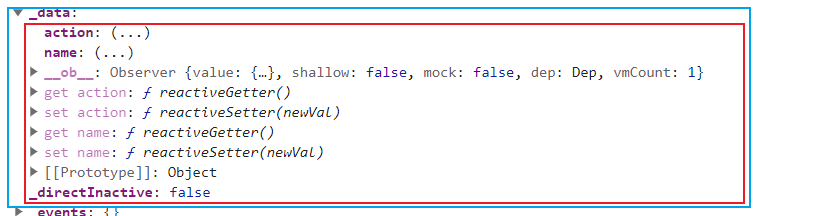 ▼ _data:
action: (...)
name: (...)
▶ __ob__: Observer {value: {…}, shallow: false, mock: false, dep: Dep, vmCount: 1}
▶ get action: ƒ reactiveGetter()
▶ set action: ƒ reactiveSetter(newVal)
▶ get name: ƒ reactiveGetter()
▶ set name: ƒ reactiveSetter(newVal)
▶ [[Prototype]]: Object
_directInactive: false
▶ _events: {}